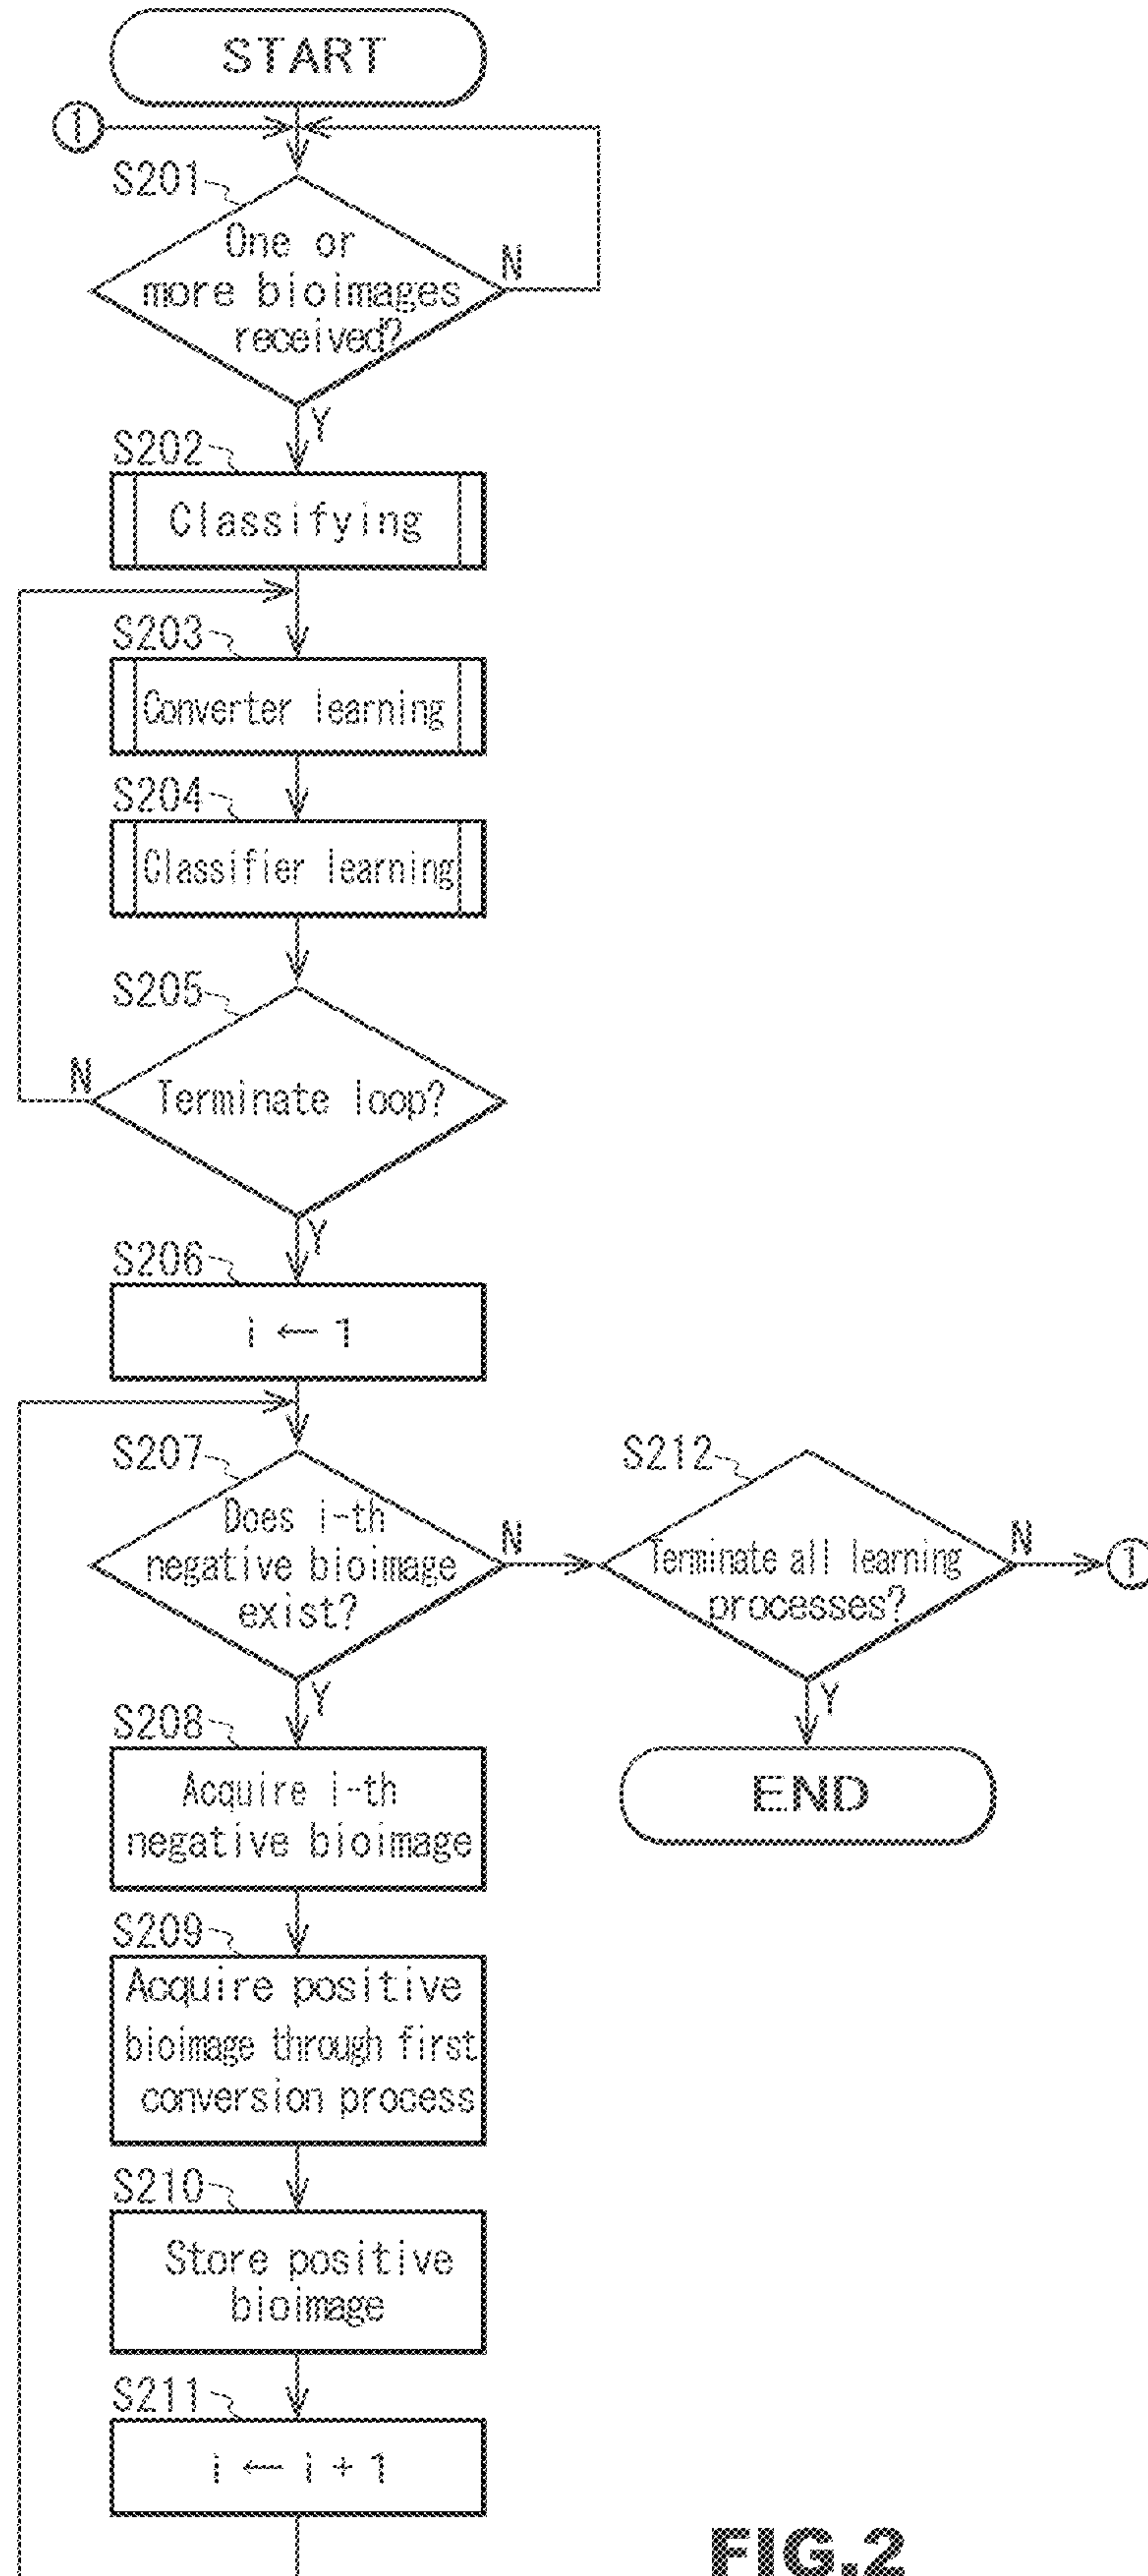 START
①
S201
One or
more bioimages
received?
N
Y
S202
Classifying
S203
Converter learning
S204
Classifier learning
S205
Terminate loop?
N
Y
S206
i ← 1
S207
Does i-th
negative bioimage
exist?
N
Y
S212
Terminate all learning
processes?
N
①
Y
END
S208
Acquire i-th
negative bioimage
S209
Acquire positive
bioimage through first
conversion process
S210
Store positive
bioimage
S211
i ← i + 1
FIG.2